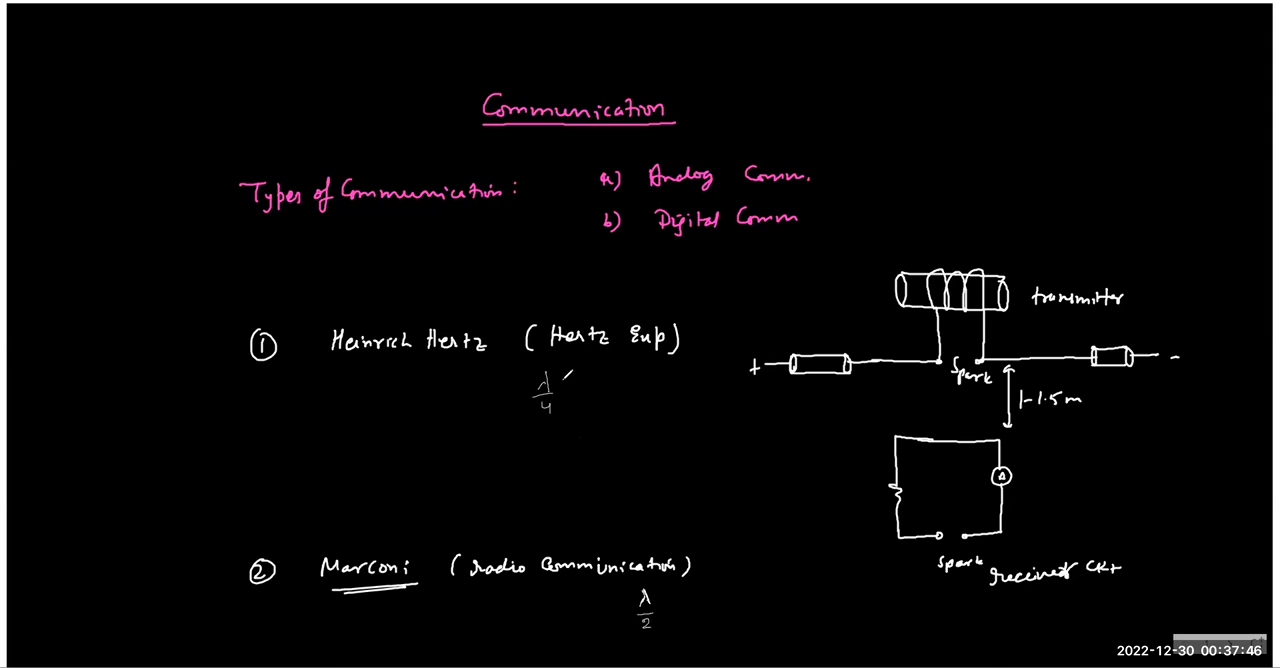 Communication
Types of Communication :
a) Analog Comm.
b) Digital Comm
transmitter
① Heinrich Hertz ( Hertz Exp )
λ/4
+ Spark -
1-1.5m
A
② Marconi ( radio Communication )
λ/2
Spark
receiver CKt
2022-12-30 00:37:46